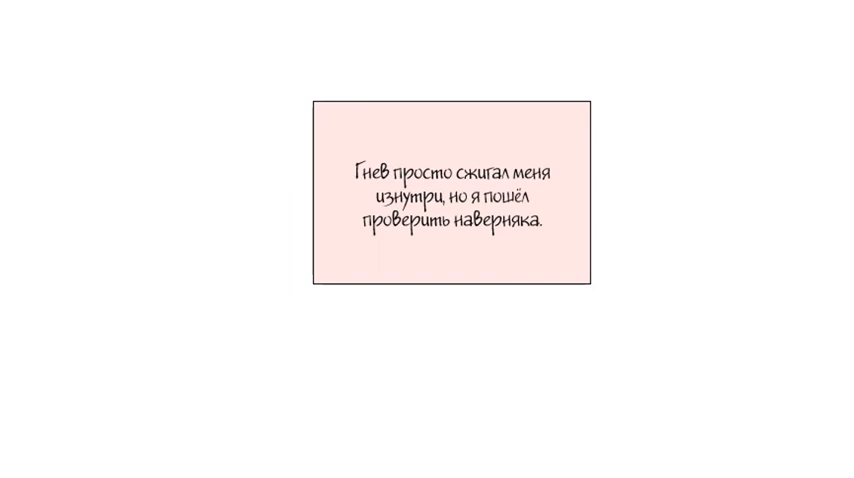 Гнев просто сжигал меня
изнутри, но я пошёл
проверить наверняка.